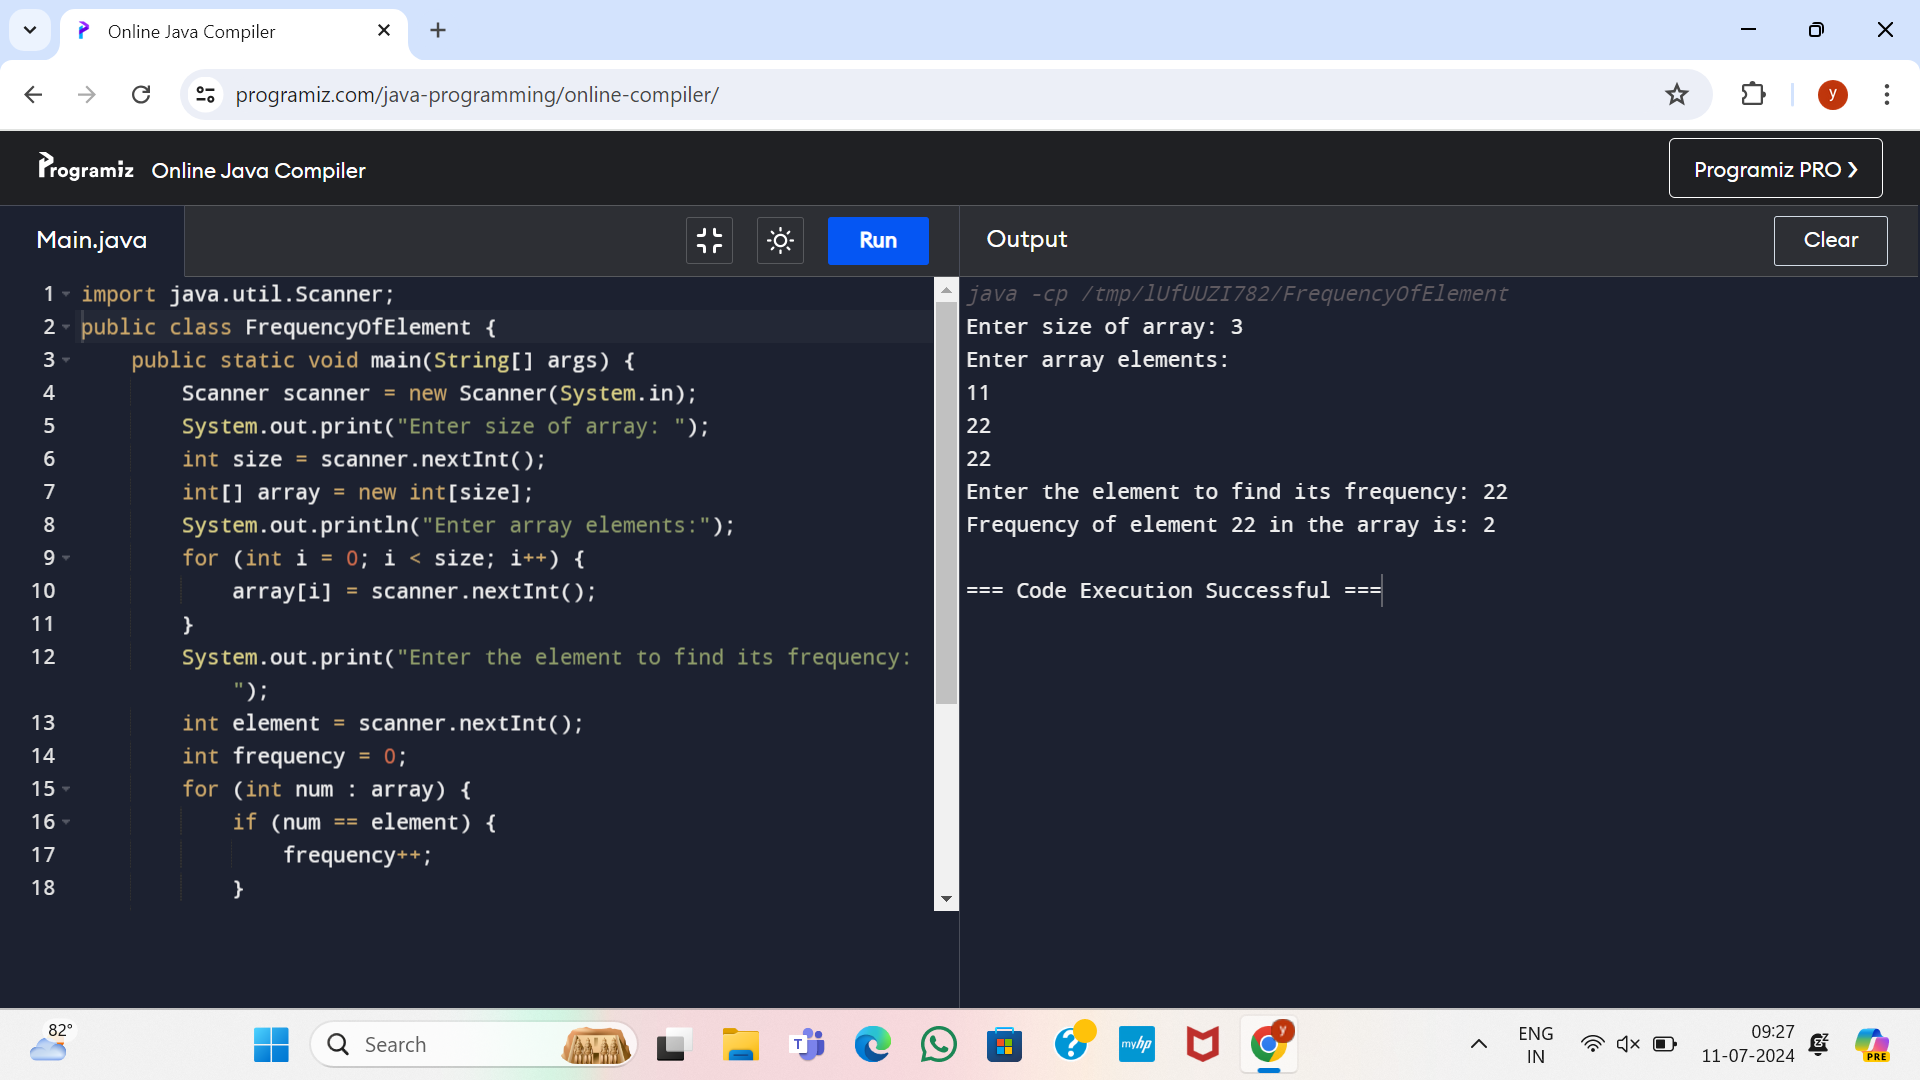 Online Java Compiler
programiz.com/java-programming/online-compiler/
y
Programiz Online Java Compiler
Programiz PRO ❯
Main.java
Run
Output
Clear
1 import java.util.Scanner;
2 public class FrequencyOfElement {
3 public static void main(String[] args) {
4 Scanner scanner = new Scanner(System.in);
5 System.out.print("Enter size of array: ");
6 int size = scanner.nextInt();
7 int[] array = new int[size];
8 System.out.println("Enter array elements:");
9 for (int i = 0; i < size; i++) {
10 array[i] = scanner.nextInt();
11 }
12 System.out.print("Enter the element to find its frequency:
");
13 int element = scanner.nextInt();
14 int frequency = 0;
15 for (int num : array) {
16 if (num == element) {
17 frequency++;
18 }
java -cp /tmp/lUfUUZI782/FrequencyOfElement
Enter size of array: 3
Enter array elements:
11
22
22
Enter the element to find its frequency: 22
Frequency of element 22 in the array is: 2
=== Code Execution Successful ===
82°
Search
T
?
myhp
y
ENG
IN
09:27
11-07-2024
PRE